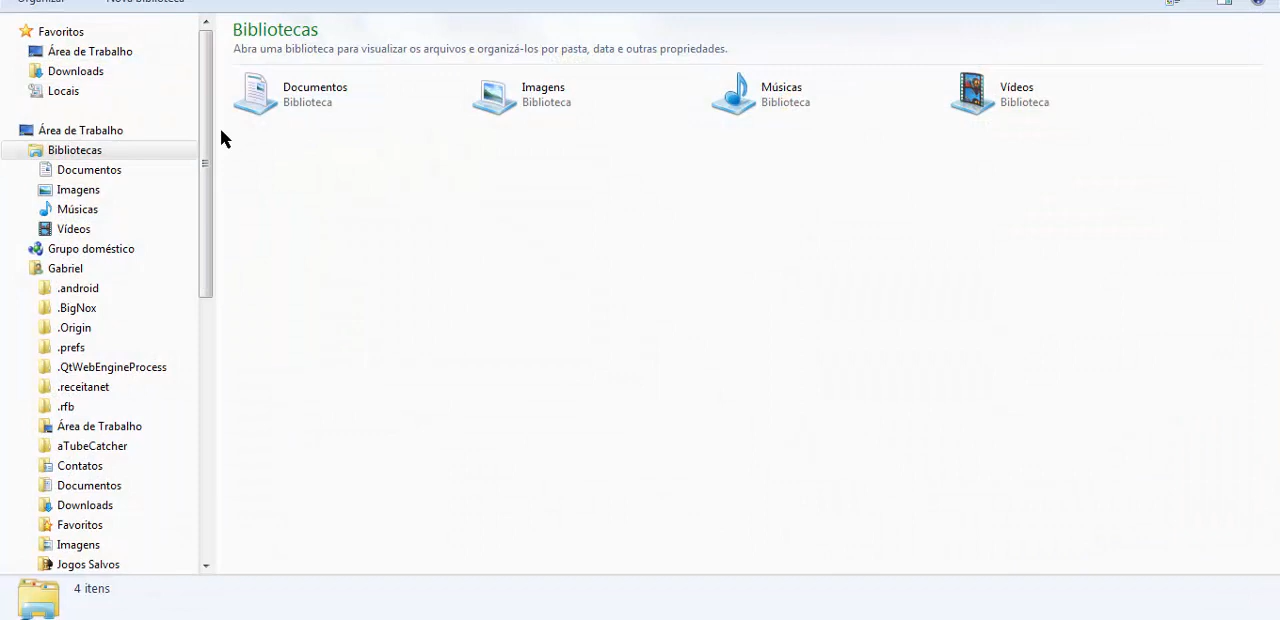 Organizar
Nova biblioteca
Favoritos
Área de Trabalho
Downloads
Locais
Área de Trabalho
Bibliotecas
Documentos
Imagens
Músicas
Vídeos
Grupo doméstico
Gabriel
.android
.BigNox
.Origin
.prefs
.QtWebEngineProcess
.receitanet
.rfb
Área de Trabalho
aTubeCatcher
Contatos
Documentos
Downloads
Favoritos
Imagens
Jogos Salvos
Bibliotecas
Abra uma biblioteca para visualizar os arquivos e organizá-los por pasta, data e outras propriedades.
Documentos
Biblioteca
Imagens
Biblioteca
Músicas
Biblioteca
Vídeos
Biblioteca
4 itens